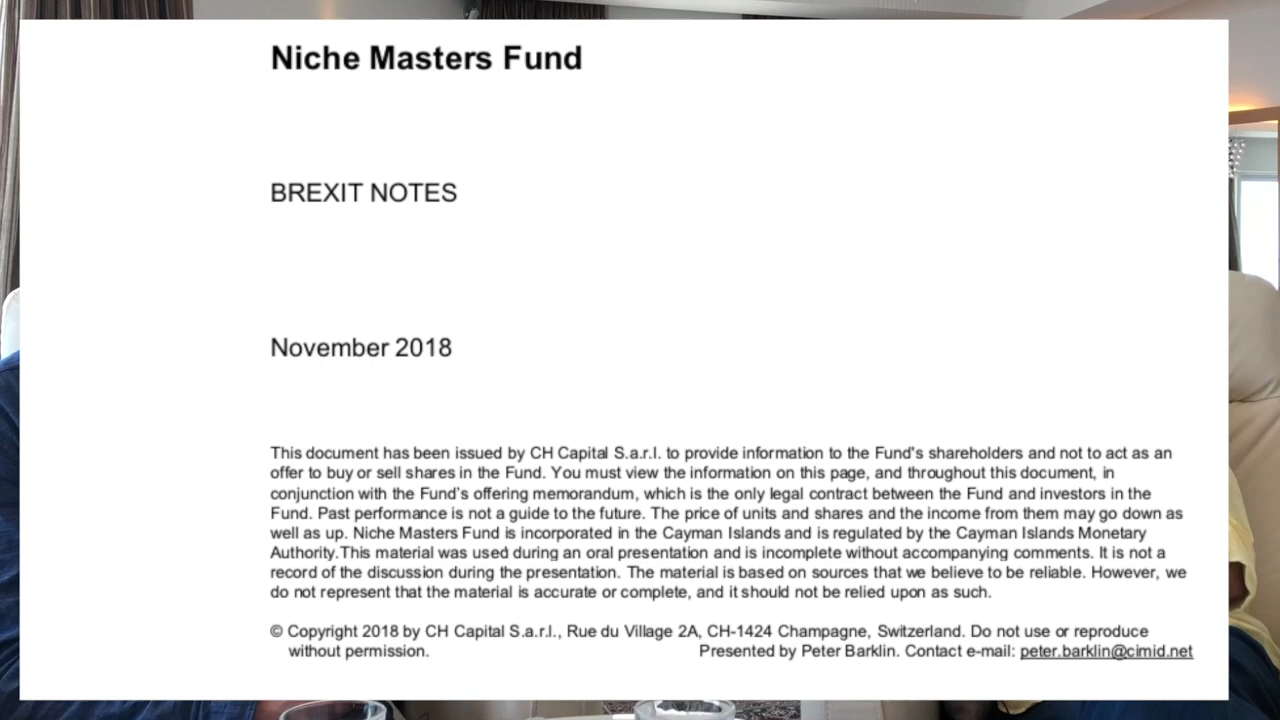 Niche Masters Fund
BREXIT NOTES
November 2018
This document has been issued by CH Capital S.a.r.l. to provide information to the Fund's shareholders and not to act as an
offer to buy or sell shares in the Fund. You must view the information on this page, and throughout this document, in
conjunction with the Fund's offering memorandum, which is the only legal contract between the Fund and investors in the
Fund. Past performance is not a guide to the future. The price of units and shares and the income from them may go down as
well as up. Niche Masters Fund is incorporated in the Cayman Islands and is regulated by the Cayman Islands Monetary
Authority.This material was used during an oral presentation and is incomplete without accompanying comments. It is not a
record of the discussion during the presentation. The material is based on sources that we believe to be reliable. However, we
do not represent that the material is accurate or complete, and it should not be relied upon as such.
© Copyright 2018 by CH Capital S.a.r.l., Rue du Village 2A, CH-1424 Champagne, Switzerland. Do not use or reproduce
without permission. Presented by Peter Barklin. Contact e-mail: peter.barklin@cimid.net